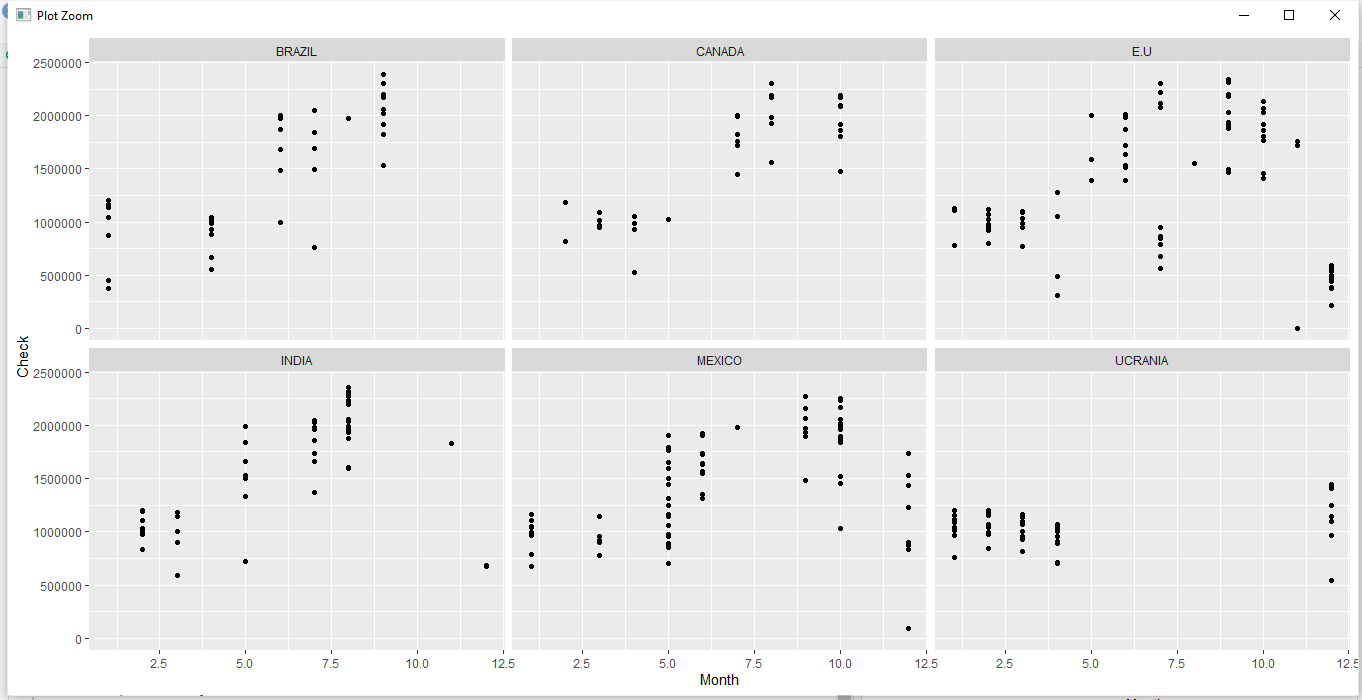 Plot Zoom
BRAZIL CANADA E.U
2500000
2000000
1500000
1000000
500000
0
Check
INDIA MEXICO UCRANIA
2500000
2000000
1500000
1000000
500000
0
2.5 5.0 7.5 10.0 12.5 2.5 5.0 7.5 10.0 12.5 2.5 5.0 7.5 10.0 12.5
Month